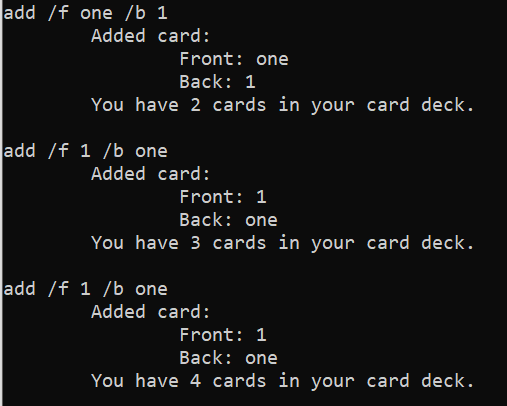 add /f one /b 1
Added card:
Front: one
Back: 1
You have 2 cards in your card deck.
add /f 1 /b one
Added card:
Front: 1
Back: one
You have 3 cards in your card deck.
add /f 1 /b one
Added card:
Front: 1
Back: one
You have 4 cards in your card deck.